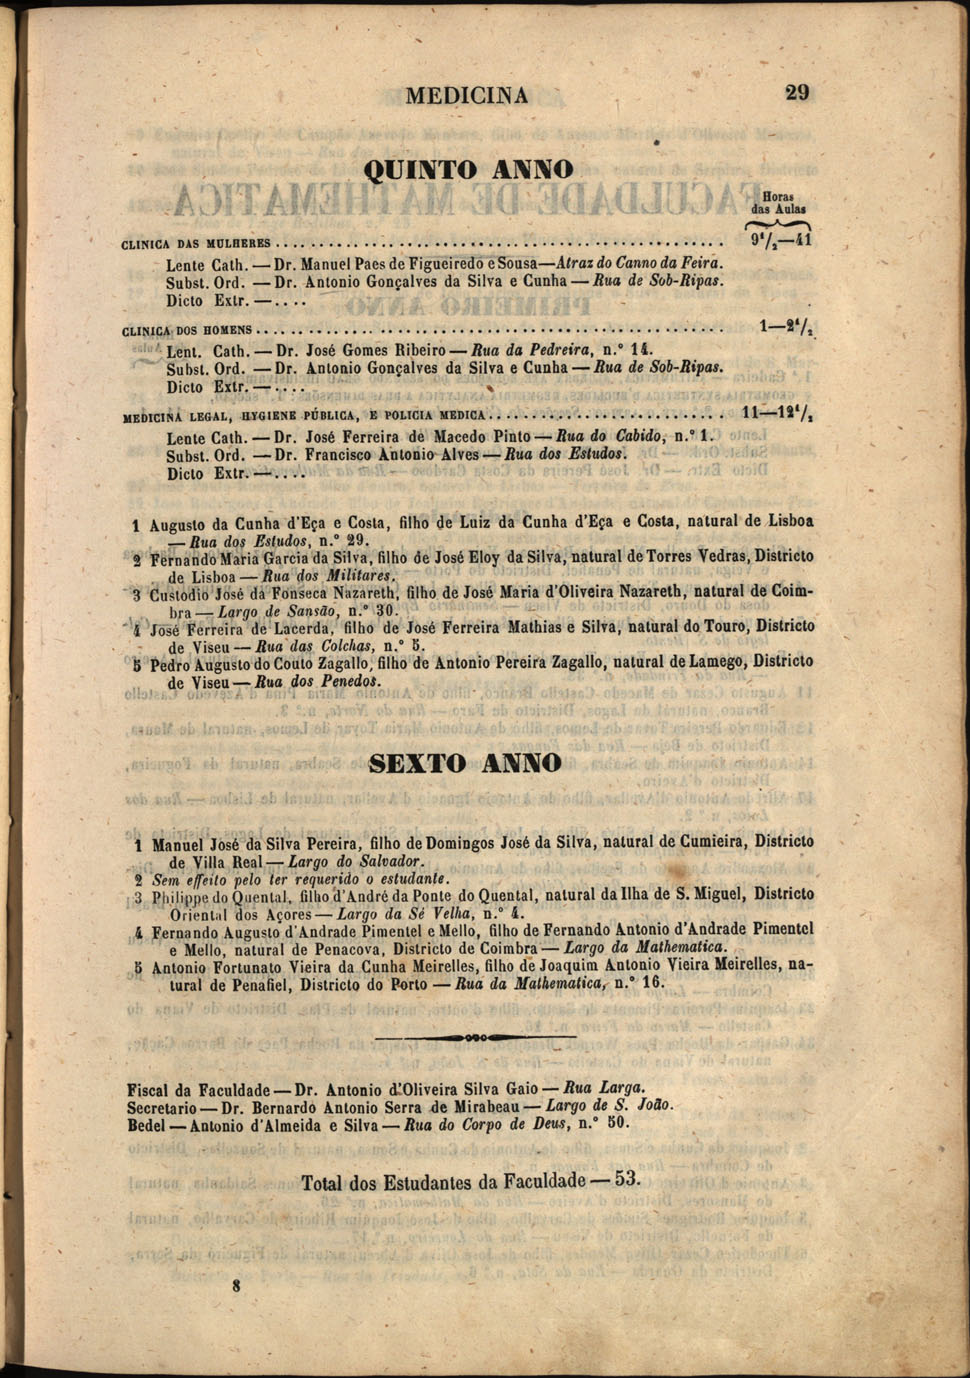 MEDICINA 29
QUINTO ANNO
Horas
das Aulas
CLINICA DAS MULHERES 9 1/2—11
Lente Cath. — Dr. Manuel Paes de Figueiredo e Sousa—Atraz do Canno da Feira.
Subst. Ord. — Dr. Antonio Gonçalves da Silva e Cunha — Rua de Sob-Ripas.
Dicto Extr. — . . . .
CLINICA DOS HOMENS 1—2 1/2
Lent. Cath. — Dr. José Gomes Ribeiro — Rua da Pedreira, n.º 14.
Subst. Ord. — Dr. Antonio Gonçalves da Silva e Cunha — Rua de Sob-Ripas.
Dicto Extr. — . . . .
MEDICINA LEGAL, HYGIENE PÚBLICA, E POLICIA MEDICA 11—12 1/2
Lente Cath. — Dr. José Ferreira de Macedo Pinto — Rua do Cabido, n.º 1.
Subst. Ord. — Dr. Francisco Antonio Alves — Rua dos Estudos.
Dicto Extr. — . . . .
1 Augusto da Cunha d'Eça e Costa, filho de Luiz da Cunha d'Eça e Costa, natural de Lisboa
— Rua dos Estudos, n.º 29.
2 Fernando Maria Garcia da Silva, filho de José Eloy da Silva, natural de Torres Vedras, Districto
de Lisboa — Rua dos Militares.
3 Custodio José da Fonseca Nazareth, filho de José Maria d'Oliveira Nazareth, natural de Coim-
bra — Largo de Sansão, n.º 30.
4 José Ferreira de Lacerda, filho de José Ferreira Mathias e Silva, natural do Touro, Districto
de Viseu — Rua das Colchas, n.º 5.
5 Pedro Augusto do Couto Zagallo, filho de Antonio Pereira Zagallo, natural de Lamego, Districto
de Viseu — Rua dos Penedos.
SEXTO ANNO
1 Manuel José da Silva Pereira, filho de Domingos José da Silva, natural de Cumieira, Districto
de Villa Real — Largo do Salvador.
2 Sem effeito pelo ter requerido o estudante.
3 Philippe do Quental, filho d'André da Ponte do Quental, natural da Ilha de S. Miguel, Districto
Oriental dos Açores — Largo da Sé Velha, n.º 4.
4 Fernando Augusto d'Andrade Pimentel e Mello, filho de Fernando Antonio d'Andrade Pimentel
e Mello, natural de Penacova, Districto de Coimbra — Largo da Mathematica.
5 Antonio Fortunato Vieira da Cunha Meirelles, filho de Joaquim Antonio Vieira Meirelles, na-
tural de Penafiel, Districto do Porto — Rua da Mathematica, n.º 16.
Fiscal da Faculdade — Dr. Antonio d'Oliveira Silva Gaio — Rua Larga.
Secretario — Dr. Bernardo Antonio Serra de Mirabeau — Largo de S. João.
Bedel — Antonio d'Almeida e Silva — Rua do Corpo de Deus, n.º 50.
Total dos Estudantes da Faculdade — 53.
8